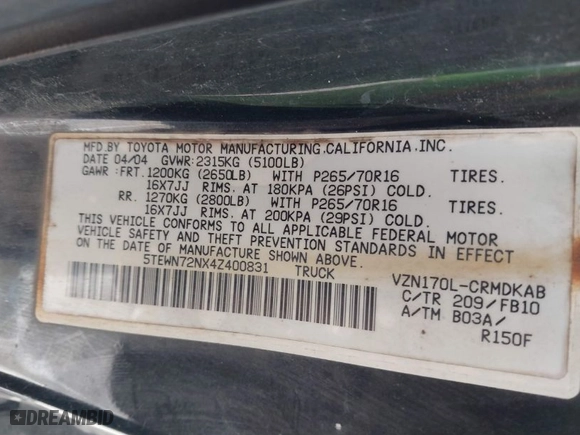 MFD.BY TOYOTA MOTOR MANUFACTURING,CALIFORNIA,INC.
DATE 04/04 GVWR:2315KG (5100LB)
GAWR :FRT.1200KG (2650LB) WITH P265/70R16 TIRES.
16X7JJ RIMS. AT 180KPA (26PSI) COLD.
RR. 1270KG (2800LB) WITH P265/70R16 TIRES.
16X7JJ RIMS. AT 200KPA (29PSI) COLD.
THIS VEHICLE CONFORMS TO ALL APPLICABLE FEDERAL MOTOR
VEHICLE SAFETY AND THEFT PREVENTION STANDARDS IN EFFECT
ON THE DATE OF MANUFACTURE SHOWN ABOVE.
5TEWN72NX4Z400831 TRUCK
VZN170L-CRMDKAB
C/TR 209/FB10
A/TM B03A/
R150F
DREAMBID